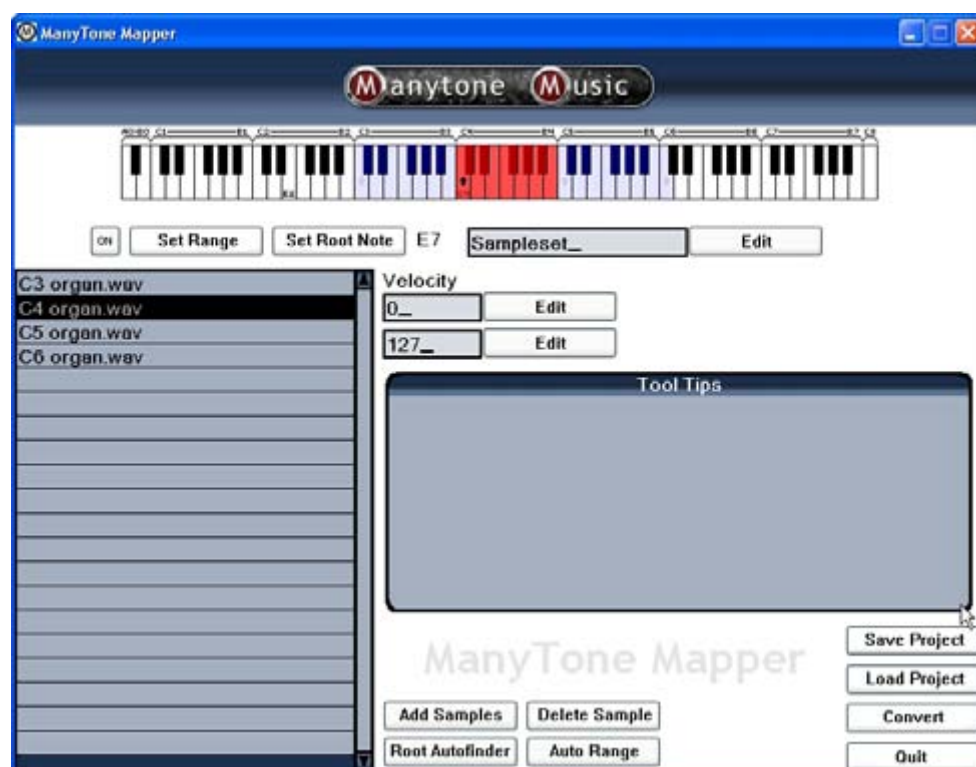 ManyTone Mapper
Manytone Music
ON Set Range Set Root Note E7 Sampleset_ Edit
C3 organ.wav
C4 organ.wav
C5 organ.wav
C6 organ.wav
Velocity
0_ Edit
127_ Edit
Tool Tips
ManyTone Mapper
Save Project
Load Project
Add Samples Delete Sample Convert
Root Autofinder Auto Range Quit